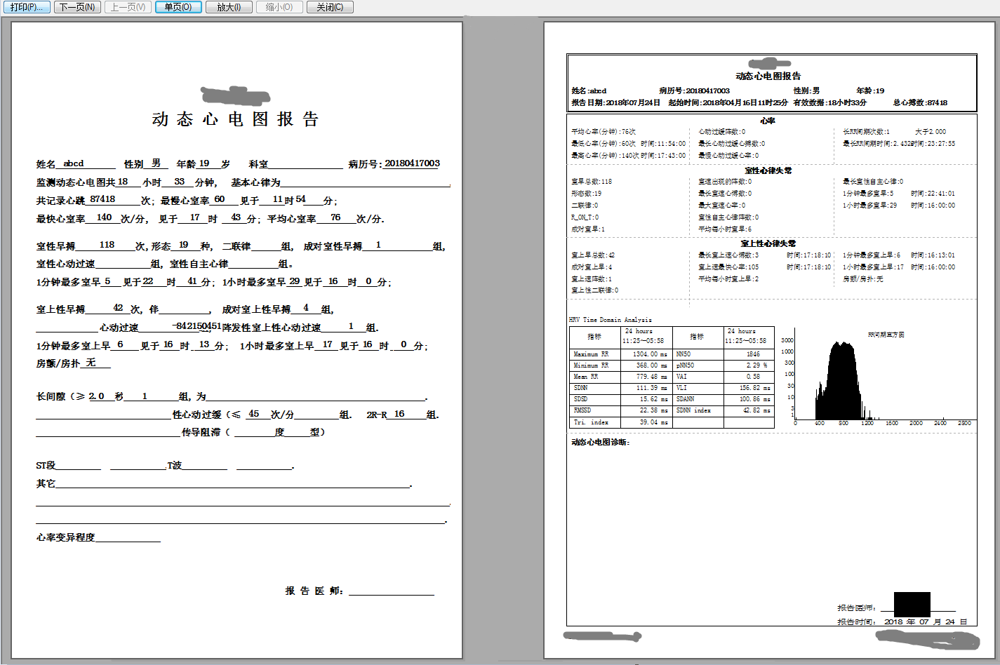 打印(P)... 下一页(N) 上一页(V) 单页(O) 放大(I) 缩小(O) 关闭(C)
动态心电图报告
姓名 abcd 性别 男 年龄 19 岁 科室 病历号: 20180417003
监测动态心电图共 18 小时 33 分钟, 基本心律为
共记录心跳 87418 次; 最慢心室率 60 见于 11 时 54 分;
最快心室率 140 次/分, 见于 17 时 43 分; 平均心室率 76 次/分.
室性早搏 118 次, 形态 19 种, 二联律 组, 成对室性早搏 1 组,
室性心动过速 组, 室性自主心律 组。
1分钟最多室早 5 见于 22 时 41 分; 1小时最多室早 29 见于 16 时 0 分;
室上性早搏 42 次, 伴 , 成对室上性早搏 4 组,
心动过速 -842150451 阵发性室上性心动过速 1 组.
1分钟最多室上早 6 见于 16 时 13 分; 1小时最多室上早 17 见于 16 时 0 分;
房颤/房扑 无
长间隙 (≥ 2.0 秒 1 组, 为 .
性心动过缓 (≤ 45 次/分 组. 2R-R 16 组.
传导阻滞 ( 度 型)
ST段 , T波 .
其它 .
.
心率变异程度
报 告 医 师:
动态心电图报告
姓名:abcd 病历号:20180417003 性别:男 年龄:19
报告日期:2018年07月24日 起始时间:2018年04月16日11时25分 有效数据:18小时33分 总心搏数:87418
心率
平均心率(分钟):76次 心动过缓阵数:0 长RR间期次数:1 大于2.000
最低心率(分钟):60次 时间:11:54:00 最长心动过缓心搏数:0 最长RR间期时间:2.432 时间:23:27:55
最高心率(分钟):140次 时间:17:43:00 最慢心动过缓心率:0
室性心律失常
室早总数:118 室速出现的阵数:0 最长室性自主心律:0
形态数:19 最长室速心博数:0 1分钟最多室早:5 时间:22:41:01
二联律:0 最大室速心率:0 1小时最多室早:29 时间:16:00:00
R_ON_T:0 室性自主心律阵数:0
成对室早:1 平均每小时室早:6
室上性心律失常
室上早总数:42 最长室上速心博数:3 时间:17:18:10 1分钟最多室上早:6 时间:16:13:01
成对室上早:4 室上速最快心率:105 时间:17:18:10 1小时最多室上早:17 时间:16:00:00
室上速阵数:1 平均每小时室上早:2 房颤/房扑:无
室上性二联律:0
HRV Time Domain Analysis
指标 24 hours 11:25~05:58 指标 24 hours 11:25~05:58
Maximum RR 1304.00 ms NN50 1846
Minimum RR 368.00 ms pNN50 2.29 %
Mean RR 779.48 ms VAI 0.58
SDNN 111.39 ms VLI 156.82 ms
SDSD 15.62 ms SDANN 100.86 ms
RMSSD 22.38 ms SDNN index 42.82 ms
Tri. index 39.04 ms
RR间期直方图
3000
1000
300
100
30
10
3
1
0 400 800 1200 1600 2000 2400 2800
动态心电图诊断:
报告医师:
报告时间: 2018 年 07 月 24 日